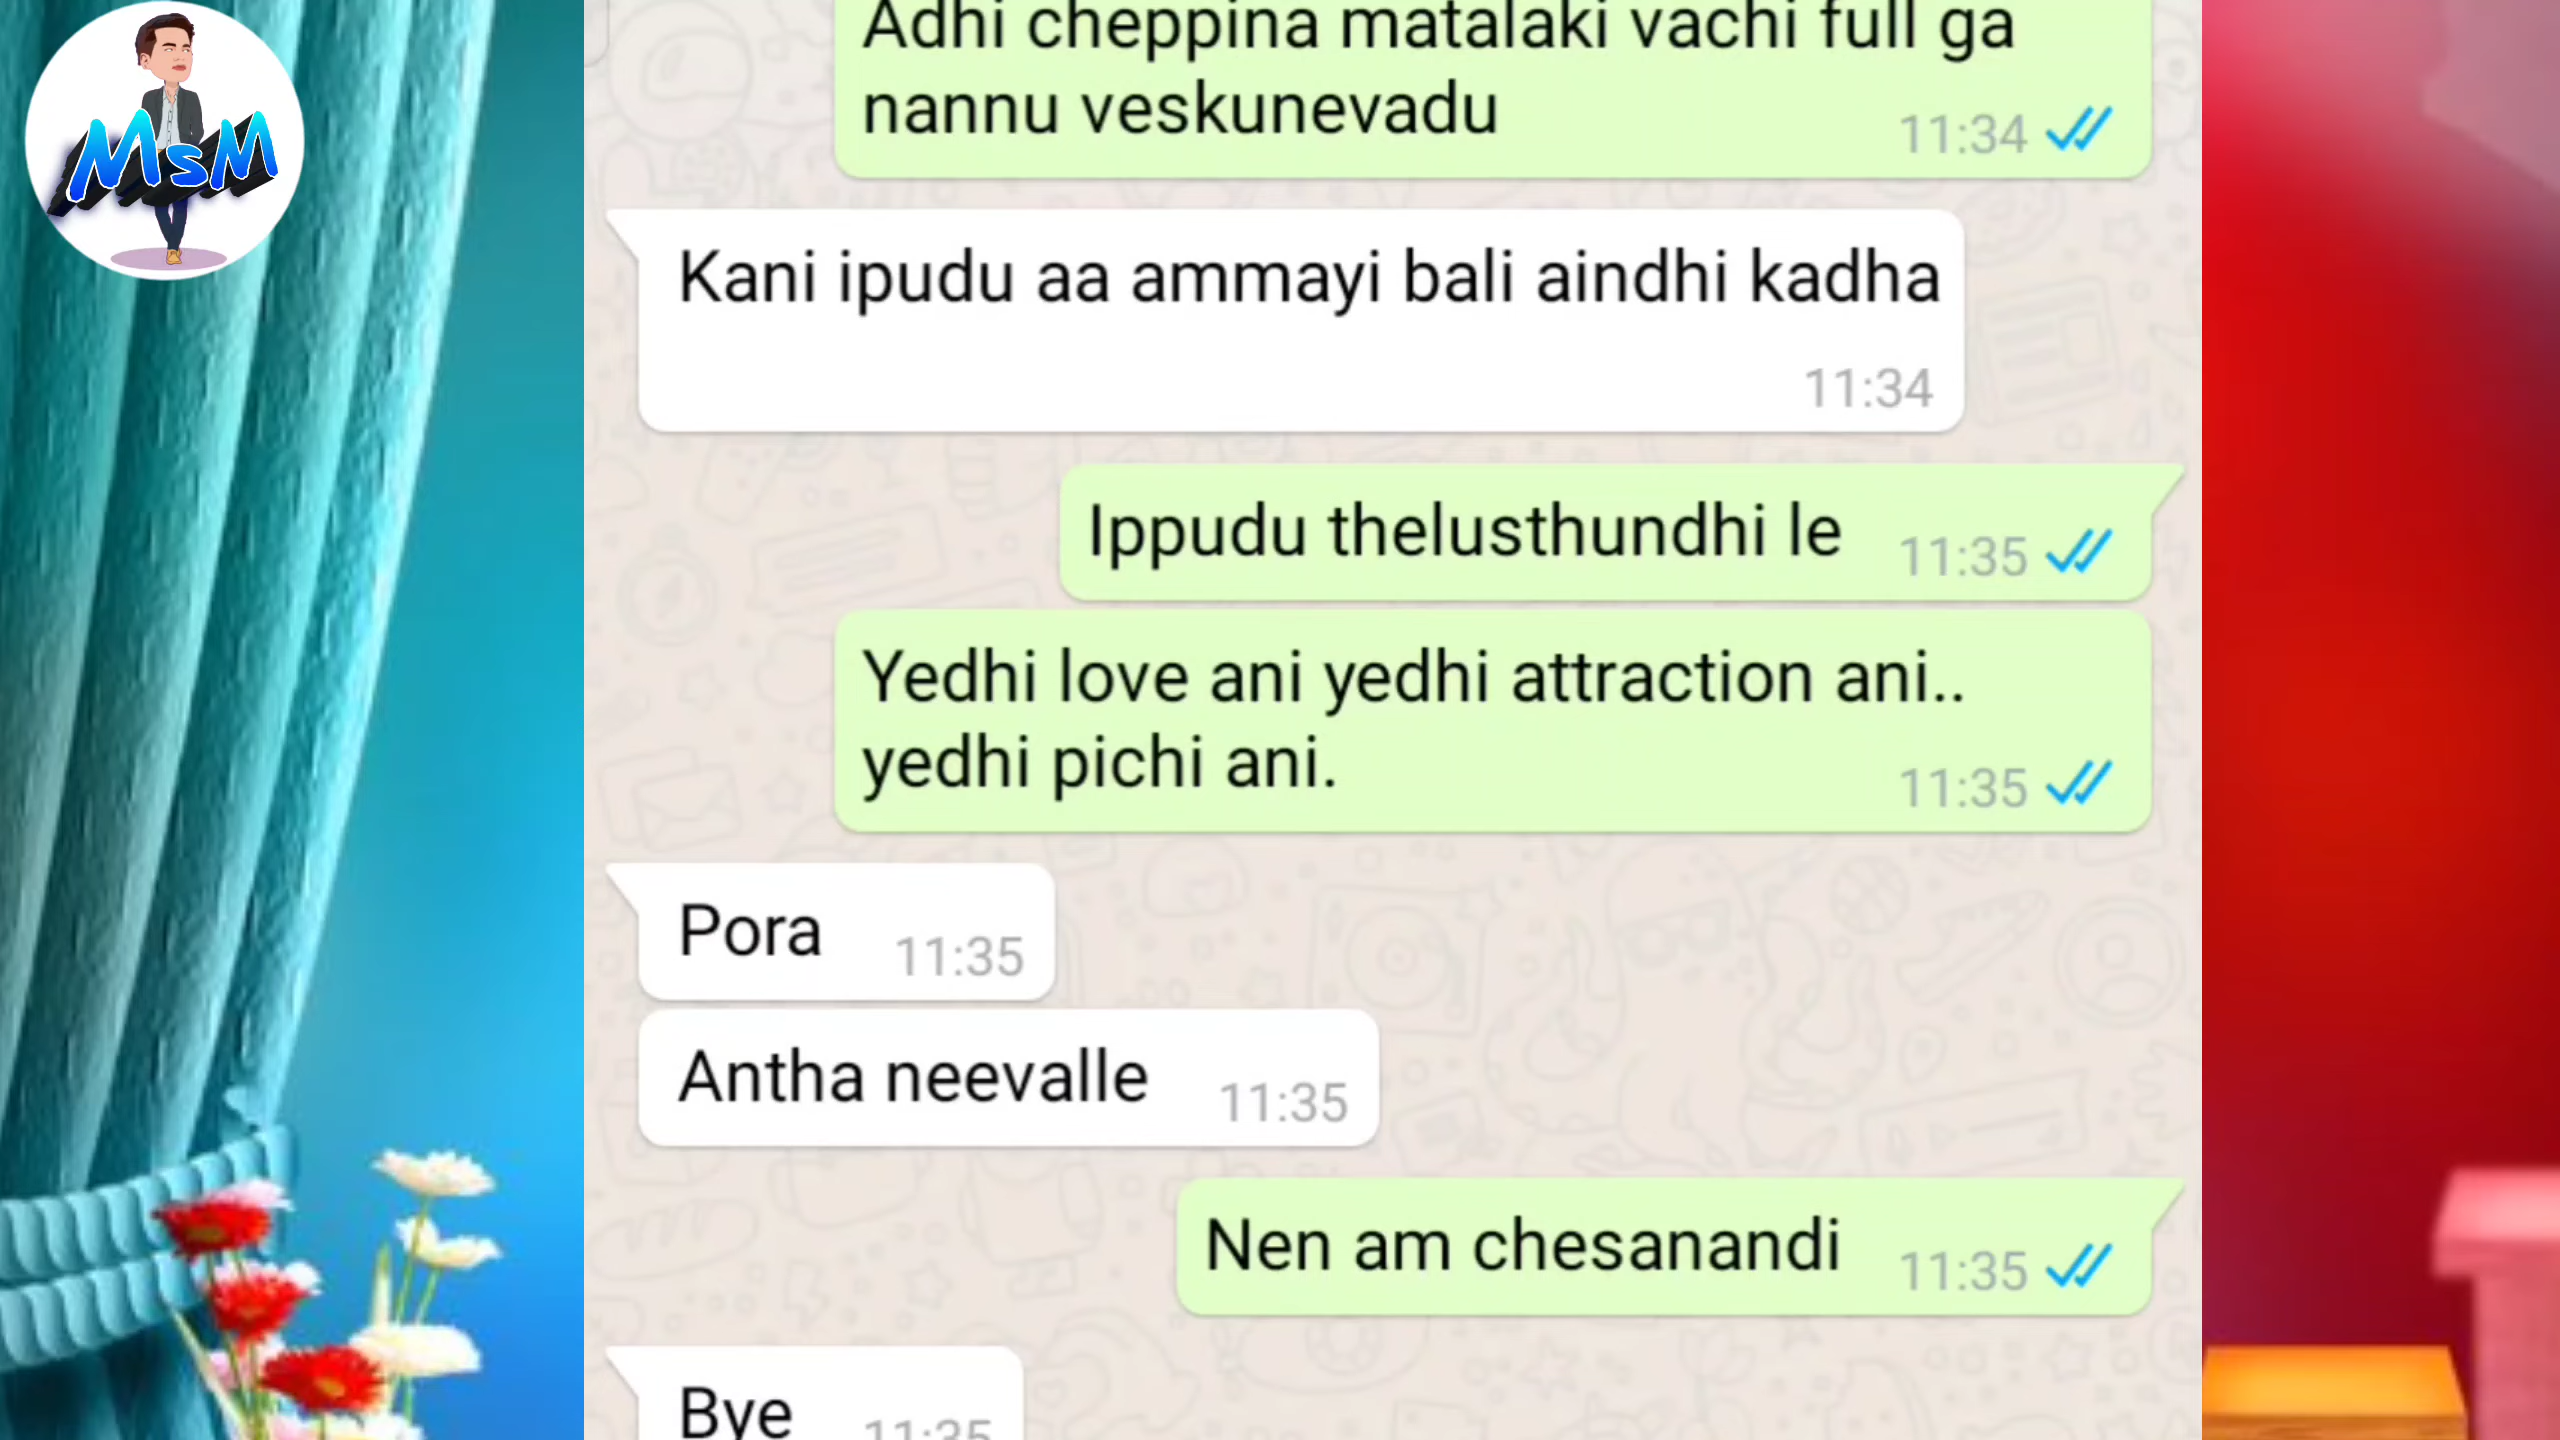 MsM
Adhi cheppina matalaki vachi full ga
nannu veskunevadu
11:34
Kani ipudu aa ammayi bali aindhi kadha
11:34
Ippudu thelusthundhi le 11:35
Yedhi love ani yedhi attraction ani..
yedhi pichi ani.
11:35
Pora 11:35
Antha neevalle 11:35
Nen am chesanandi 11:35
Bye 11:35